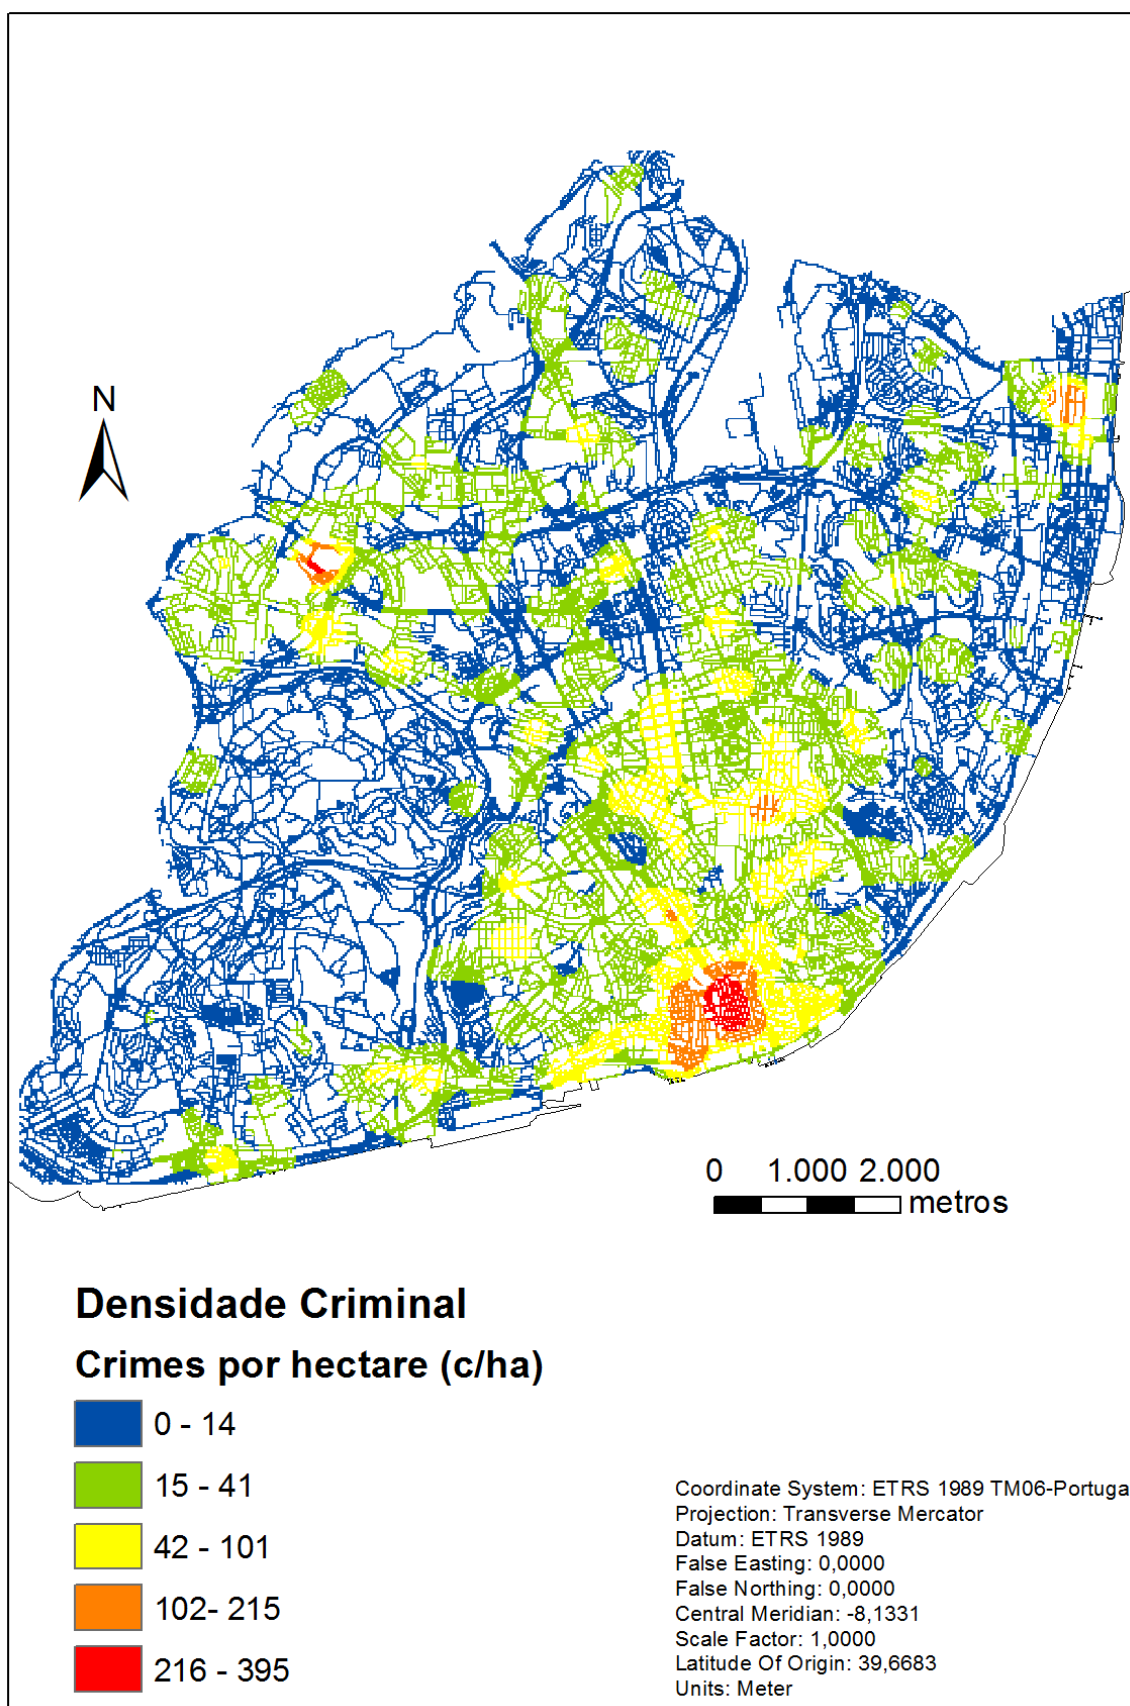 N
0 1.000 2.000
metros
Densidade Criminal
Crimes por hectare (c/ha)
0 - 14
15 - 41
42 - 101
102- 215
216 - 395
Coordinate System: ETRS 1989 TM06-Portuga
Projection: Transverse Mercator
Datum: ETRS 1989
False Easting: 0,0000
False Northing: 0,0000
Central Meridian: -8,1331
Scale Factor: 1,0000
Latitude Of Origin: 39,6683
Units: Meter